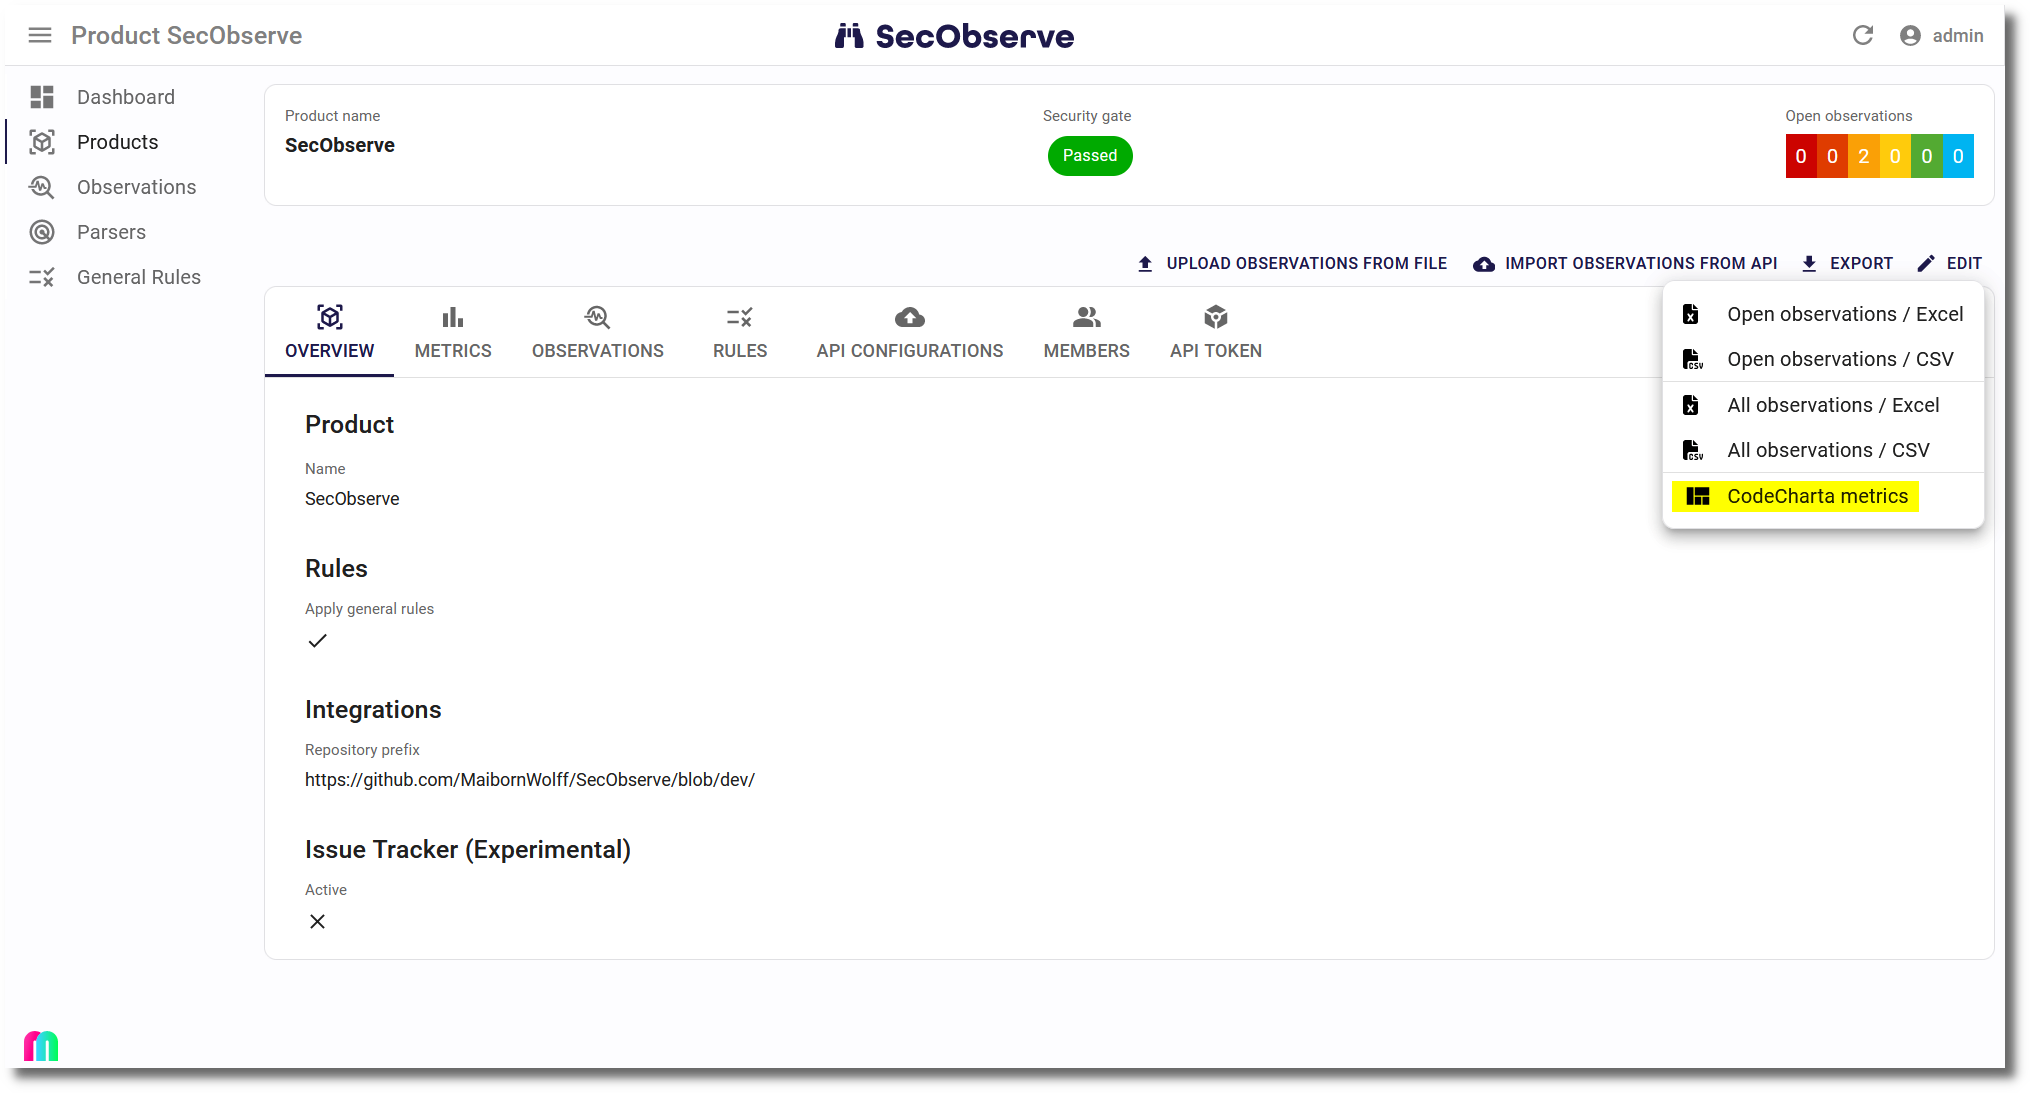 Product SecObserve
SecObserve
admin
Dashboard
Products
Observations
Parsers
General Rules
Product name
SecObserve
Security gate
Passed
Open observations
0 0 2 0 0 0
UPLOAD OBSERVATIONS FROM FILE
IMPORT OBSERVATIONS FROM API
EXPORT
EDIT
Open observations / Excel
Open observations / CSV
All observations / Excel
All observations / CSV
CodeCharta metrics
OVERVIEW
METRICS
OBSERVATIONS
RULES
API CONFIGURATIONS
MEMBERS
API TOKEN
Product
Name
SecObserve
Rules
Apply general rules
Integrations
Repository prefix
https://github.com/MaibornWolff/SecObserve/blob/dev/
Issue Tracker (Experimental)
Active